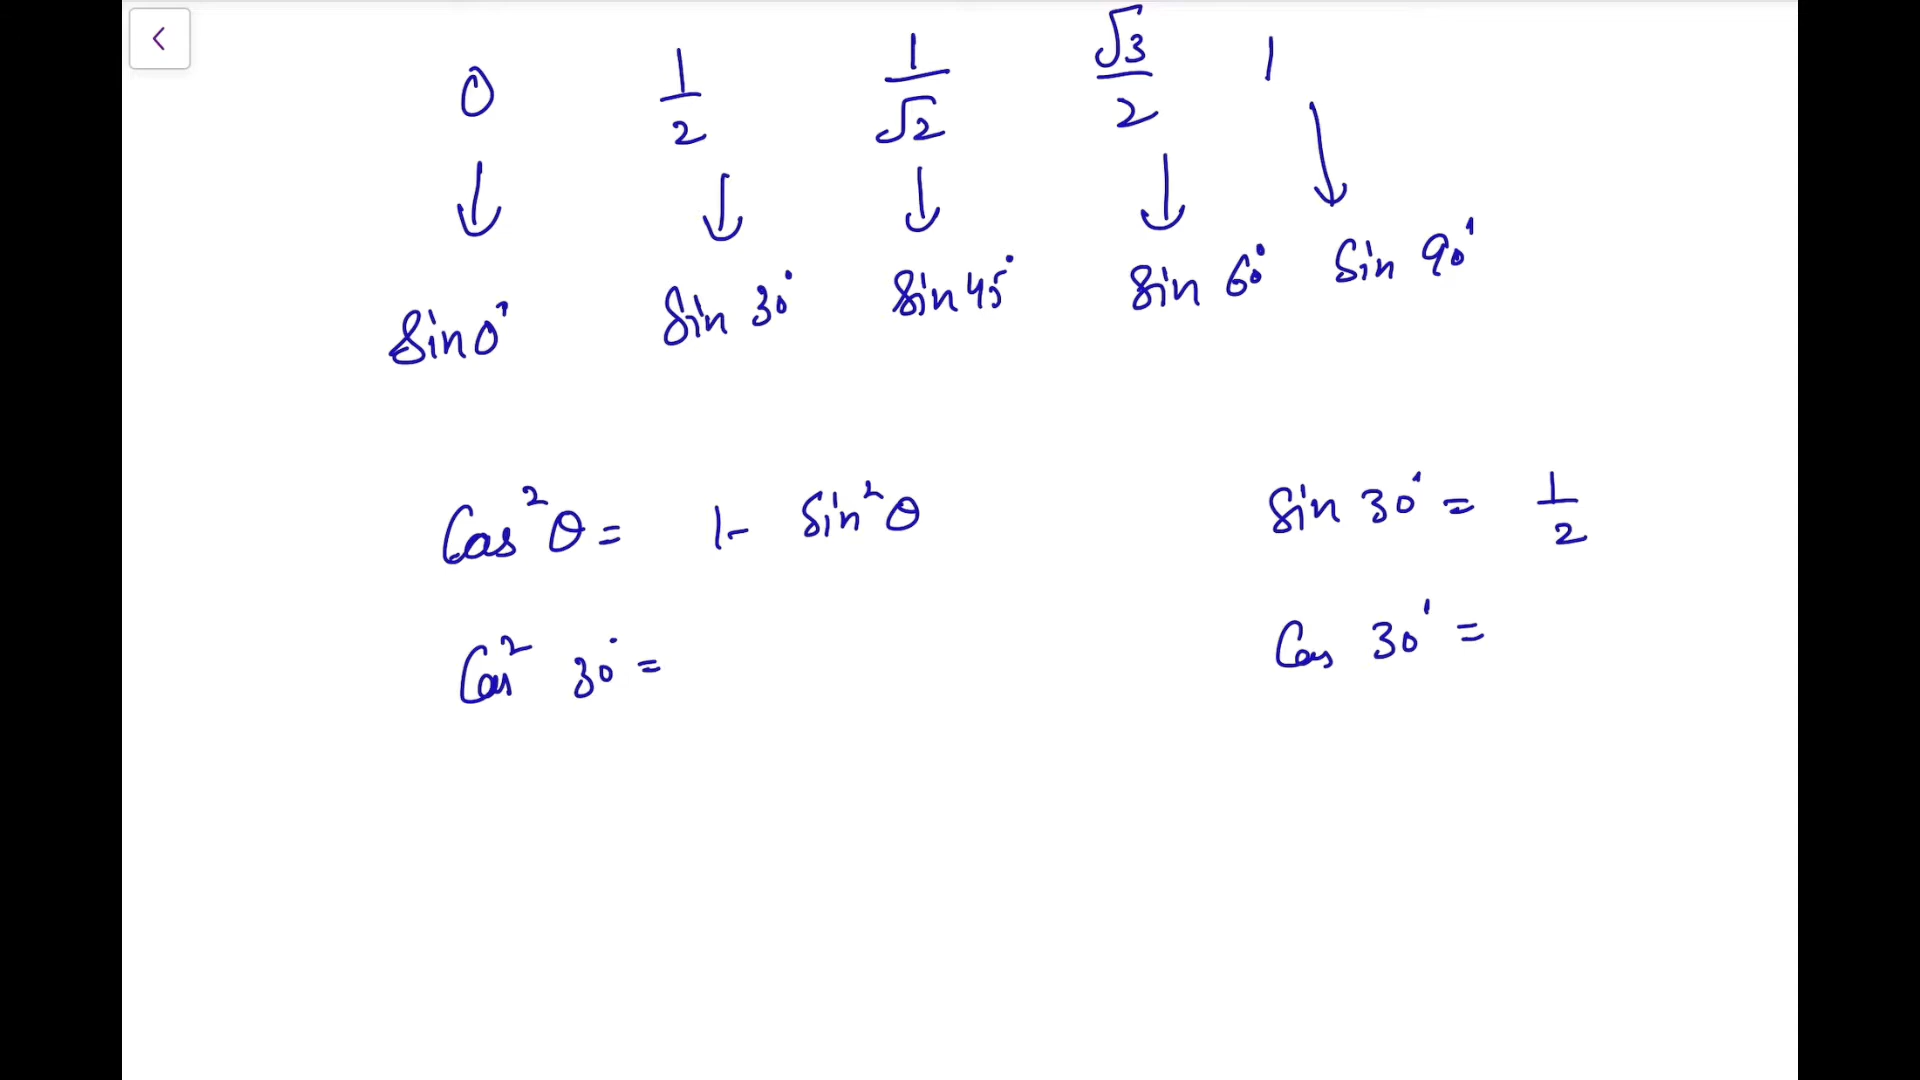 0 1/2 1/√2 √3/2 1
↓ ↓ ↓ ↓ ↓
Sin 0° Sin 30° Sin 45° Sin 60° Sin 90°
Cos²θ = 1 - Sin²θ Sin 30° = 1/2
Cos² 30° = Cos 30° =